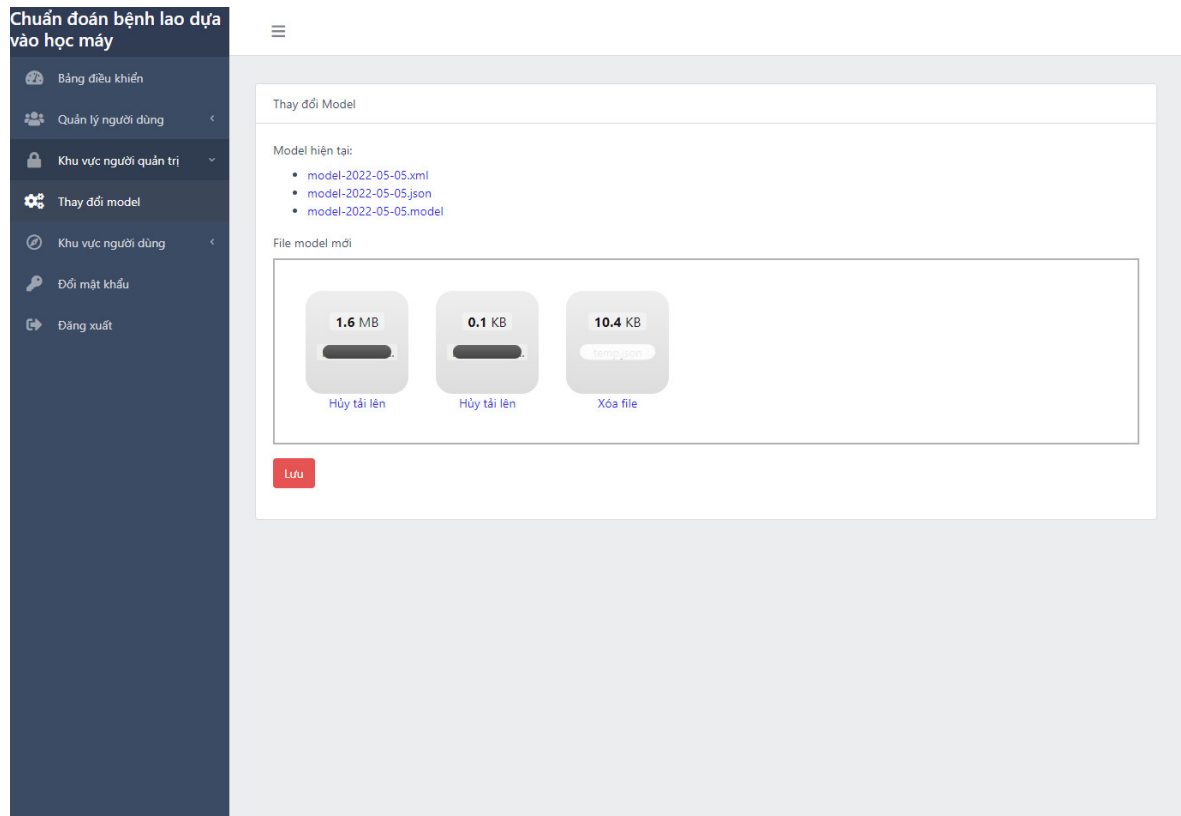 Chuẩn đoán bệnh lao dựa
vào học máy
Bảng điều khiển
Quản lý người dùng
Khu vực người quản trị
Thay đổi model
Khu vực người dùng
Đổi mật khẩu
Đăng xuất
Thay đổi Model
Model hiện tại:
model-2022-05-05.xml
model-2022-05-05.json
model-2022-05-05.model
File model mới
1.6 MB
0.1 KB
10.4 KB
temp.json
Hủy tải lên
Hủy tải lên
Xóa file
Lưu